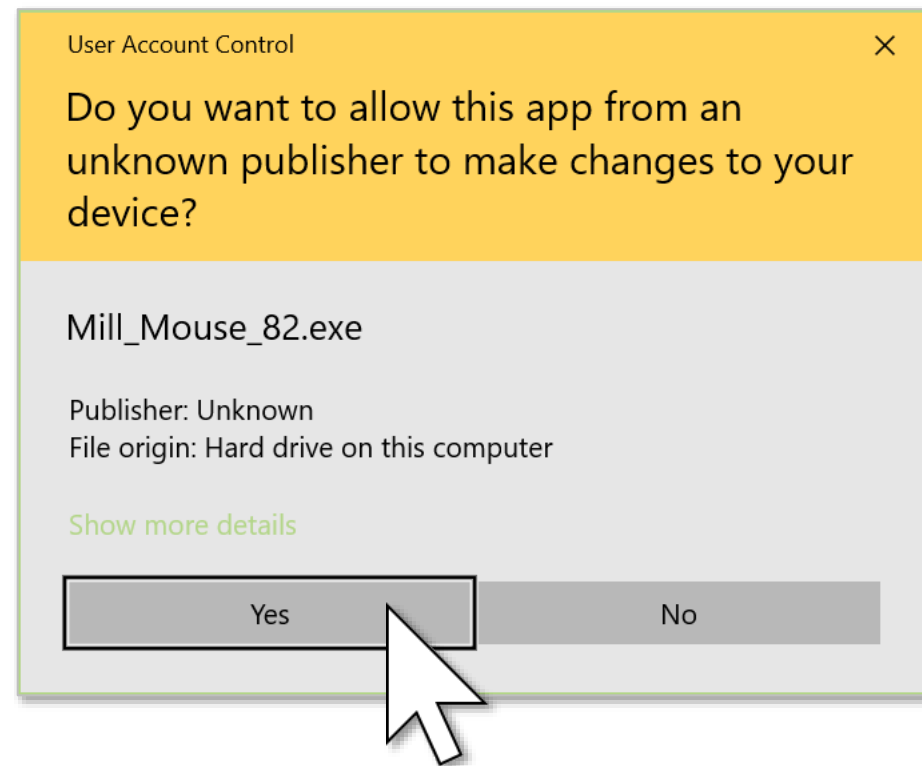 User Account Control
Do you want to allow this app from an
unknown publisher to make changes to your
device?
Mill_Mouse_82.exe
Publisher: Unknown
File origin: Hard drive on this computer
Show more details
Yes No